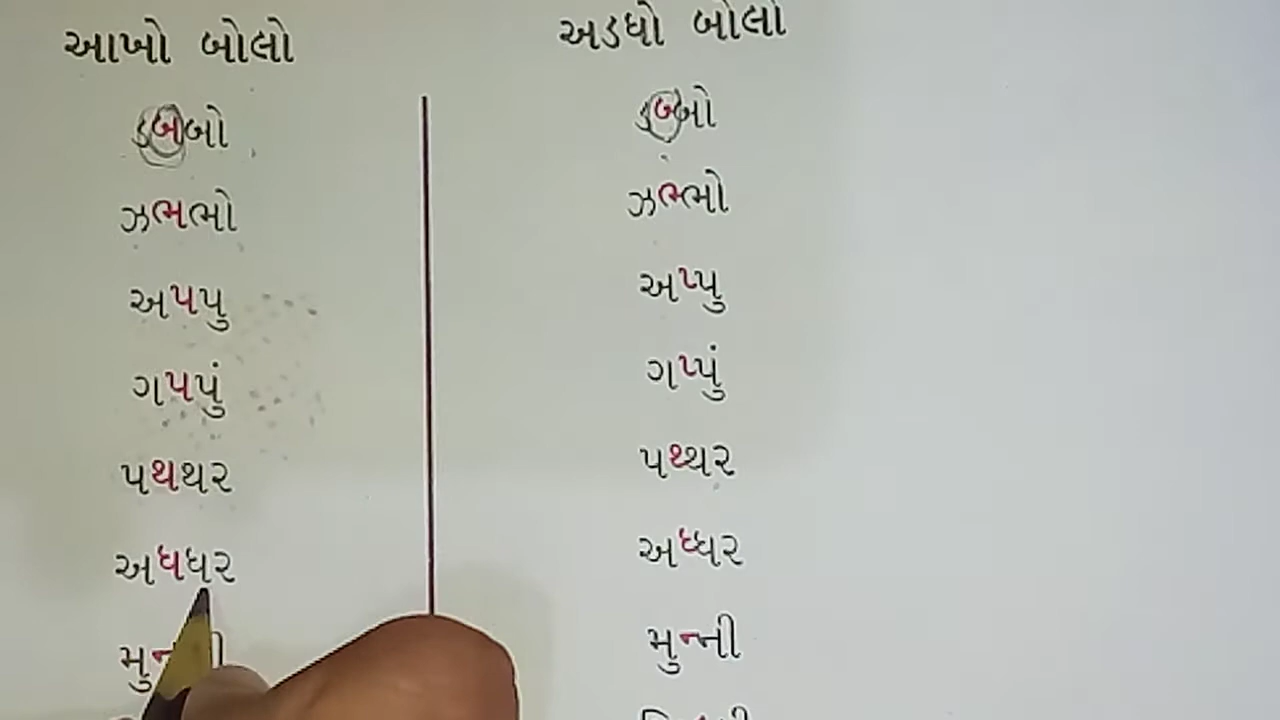 આખો બોલો
ડબબો
ઝભભો
અપપુ
ગપપું
પથથર
અધધર
અડધો બોલો
ડબ્બો
ઝભ્ભો
અપ્પુ
ગપ્પું
પથ્થર
અધ્ધર
મુન્ની